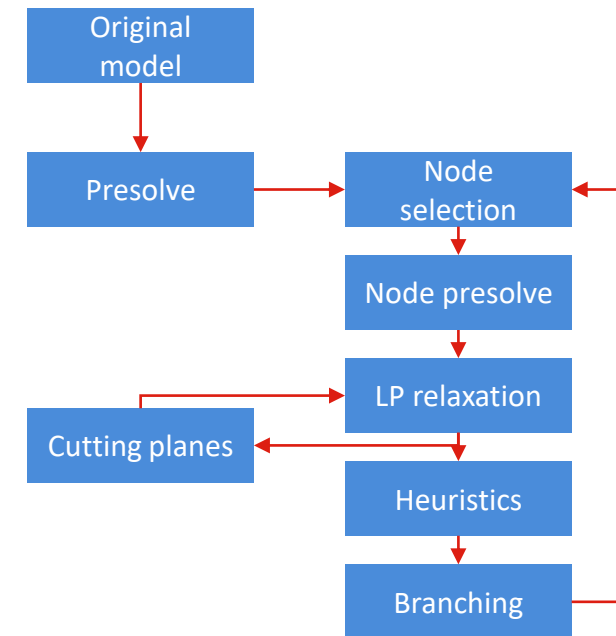 Original
model
Presolve
Node
selection
Node presolve
LP relaxation
Cutting planes
Heuristics
Branching